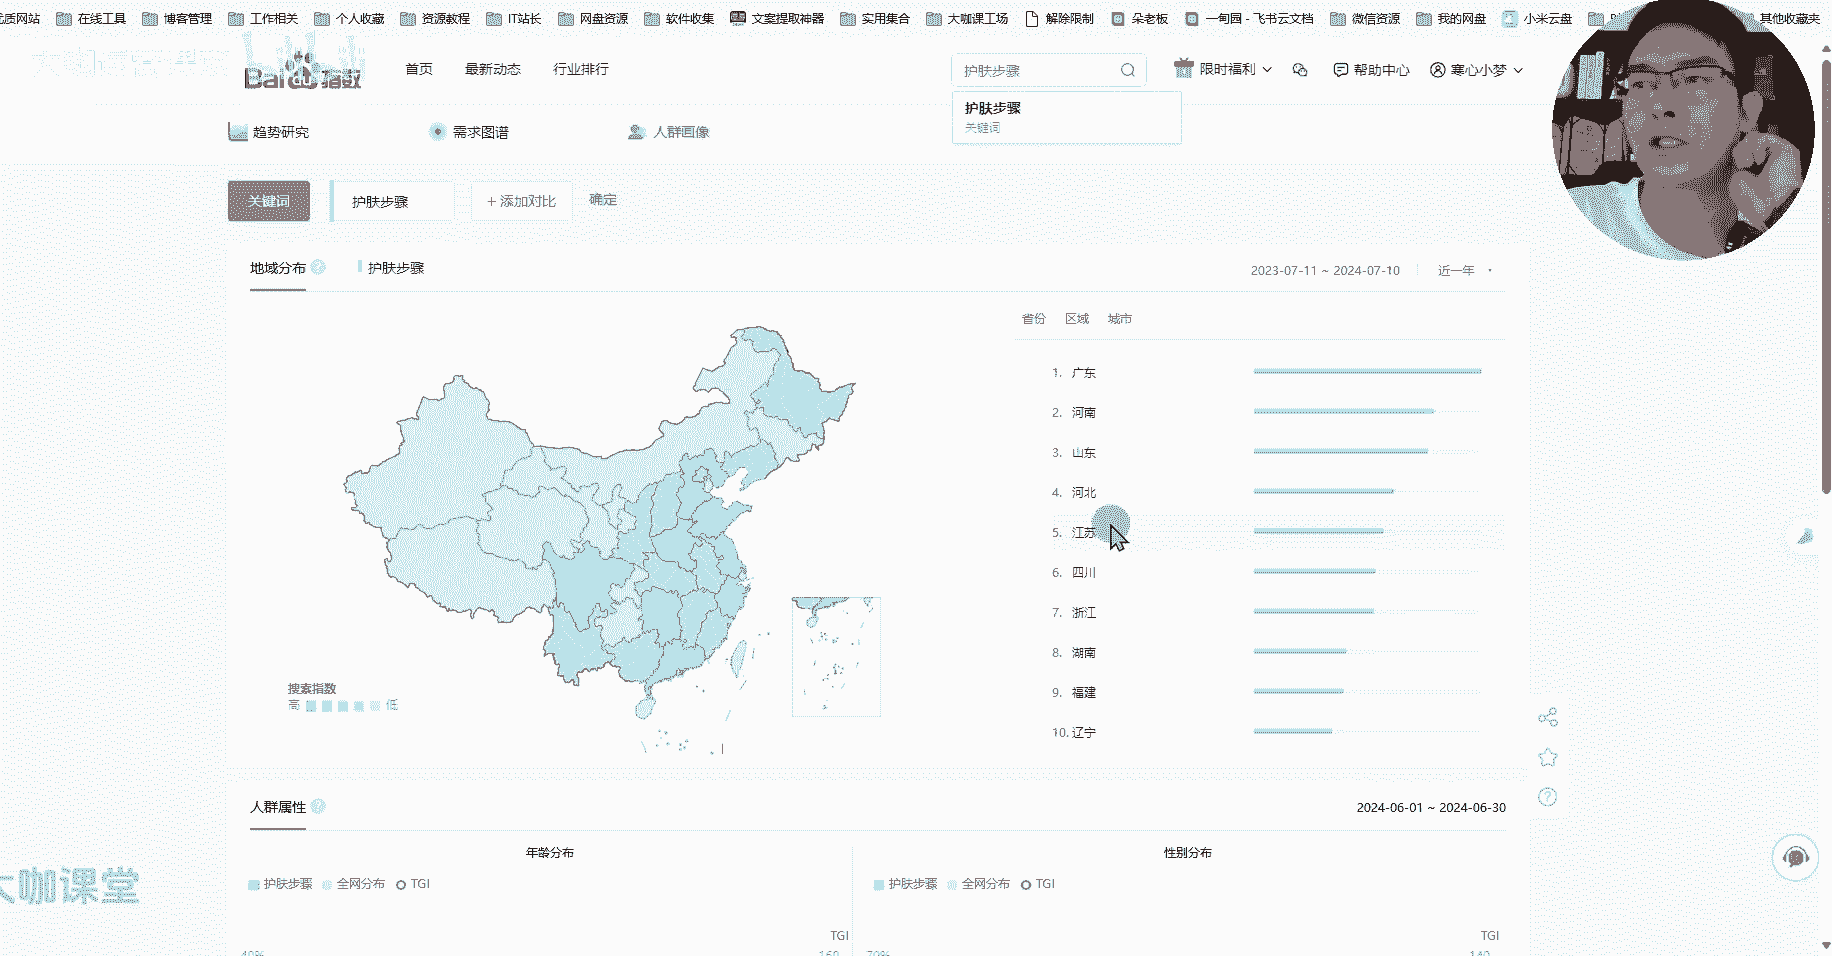 优质网站 在线工具 博客管理 工作相关 个人收藏 资源教程 IT站长 网盘资源 软件收集 文案提取神器 实用集合 大咖课工场 解除限制 朵老板 一甸园 - 飞书云文档 微信资源 我的网盘 小米云盘 其他收藏夹
Baidu指数 首页 最新动态 行业排行 护肤步骤 限时福利 帮助中心 寒心小梦
护肤步骤
关键词
趋势研究 需求图谱 人群画像
关键词 护肤步骤 + 添加对比 确定
地域分布 护肤步骤 2023-07-11 ~ 2024-07-10 近一年
省份 区域 城市
1. 广东
2. 河南
3. 山东
4. 河北
5. 江苏
6. 四川
7. 浙江
8. 湖南
9. 福建
10. 辽宁
搜索指数
高 低
人群属性 2024-06-01 ~ 2024-06-30
年龄分布 性别分布
护肤步骤 全网分布 TGI 护肤步骤 全网分布 TGI
大咖课堂
TGI TGI
40% 160 70% 140